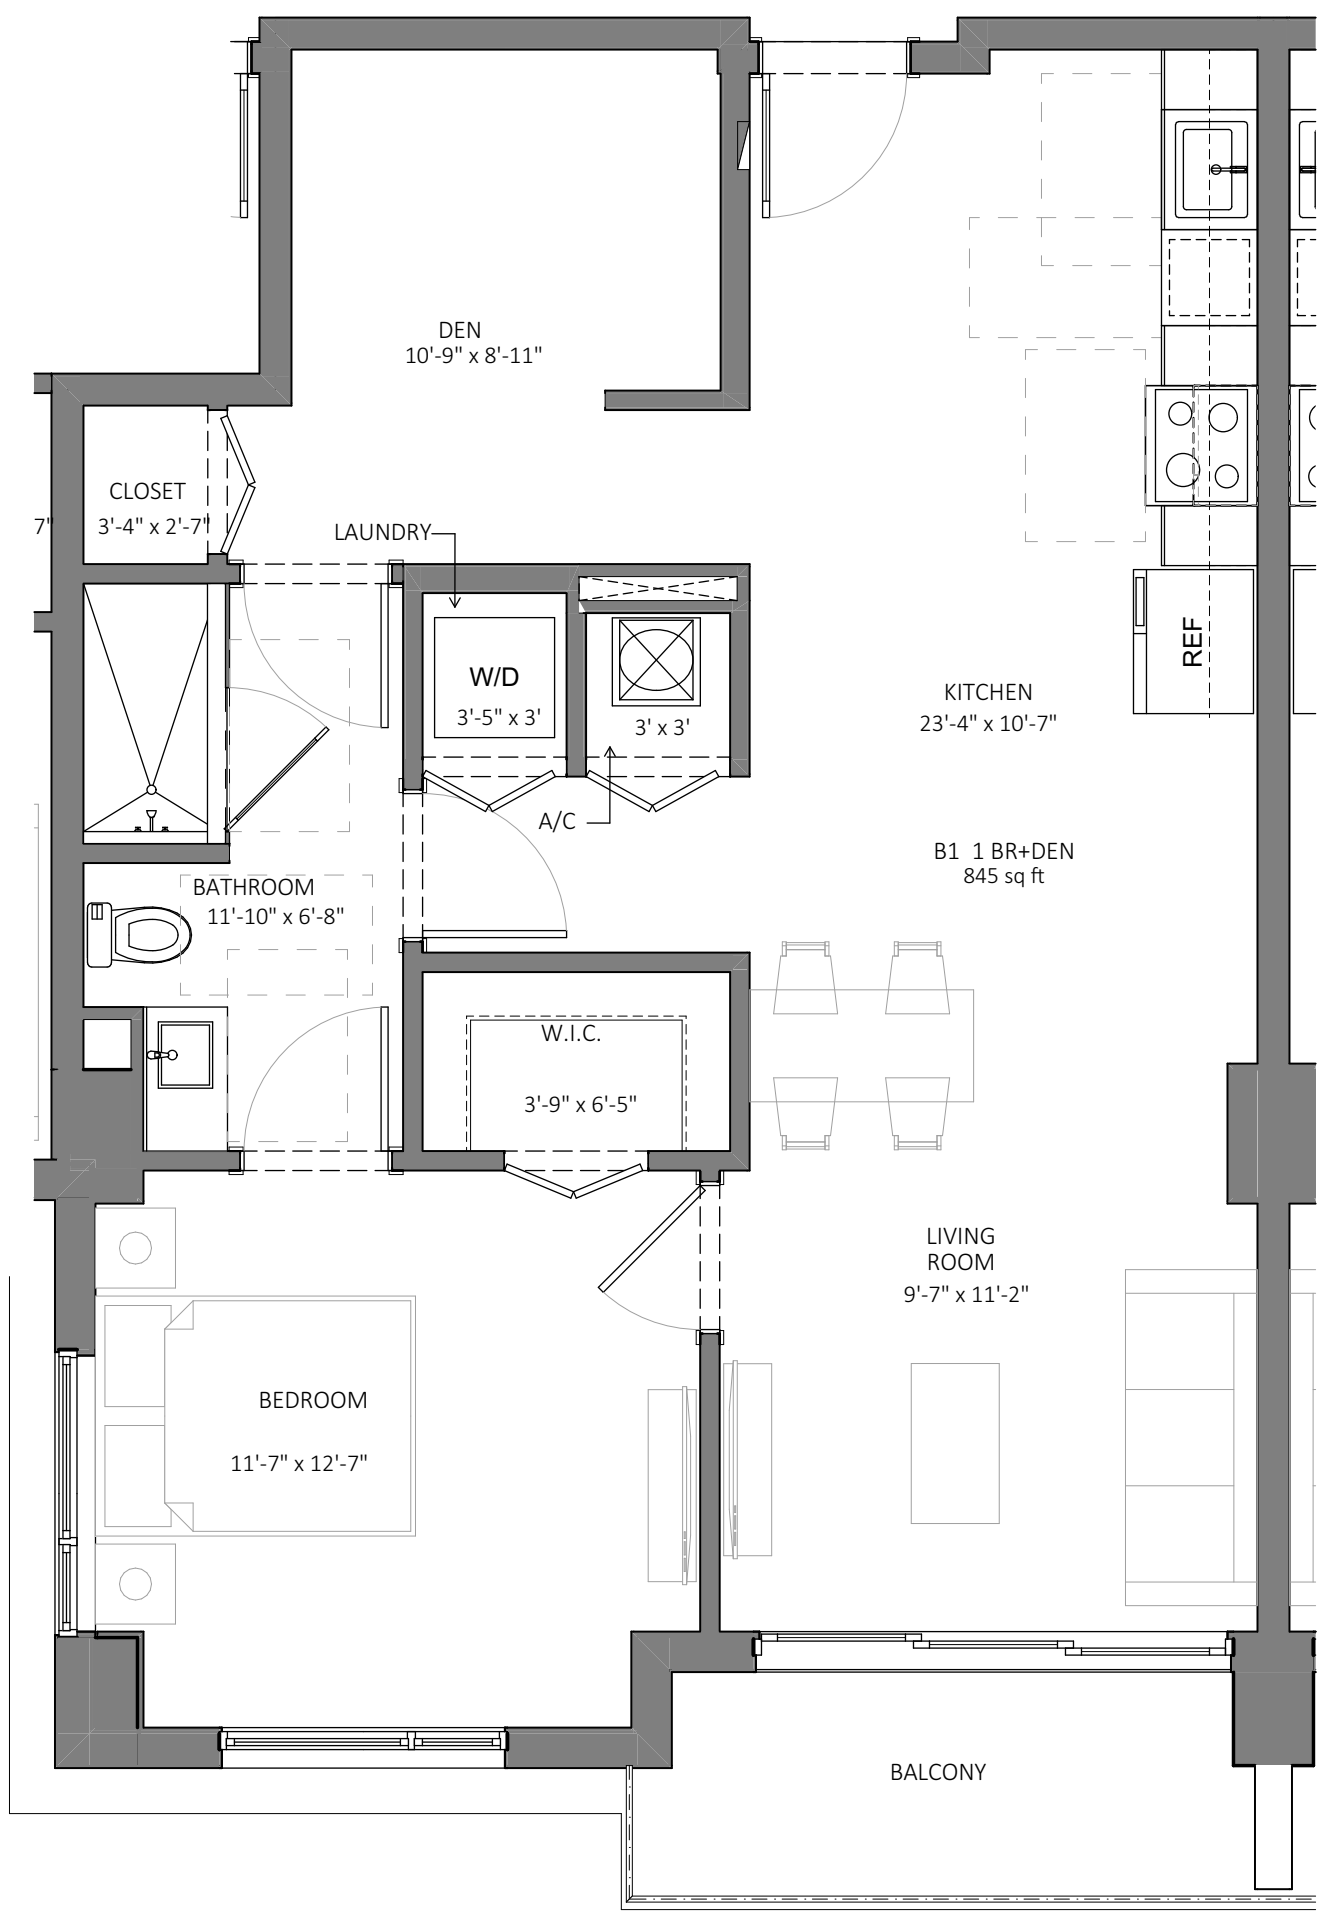 DEN
10'-9" x 8'-11"
CLOSET
3'-4" x 2'-7"
7"
LAUNDRY
W/D
3'-5" x 3'
3' x 3'
A/C
REF
KITCHEN
23'-4" x 10'-7"
B1 1 BR+DEN
845 sq ft
BATHROOM
11'-10" x 6'-8"
W.I.C.
3'-9" x 6'-5"
LIVING
ROOM
9'-7" x 11'-2"
BEDROOM
11'-7" x 12'-7"
BALCONY